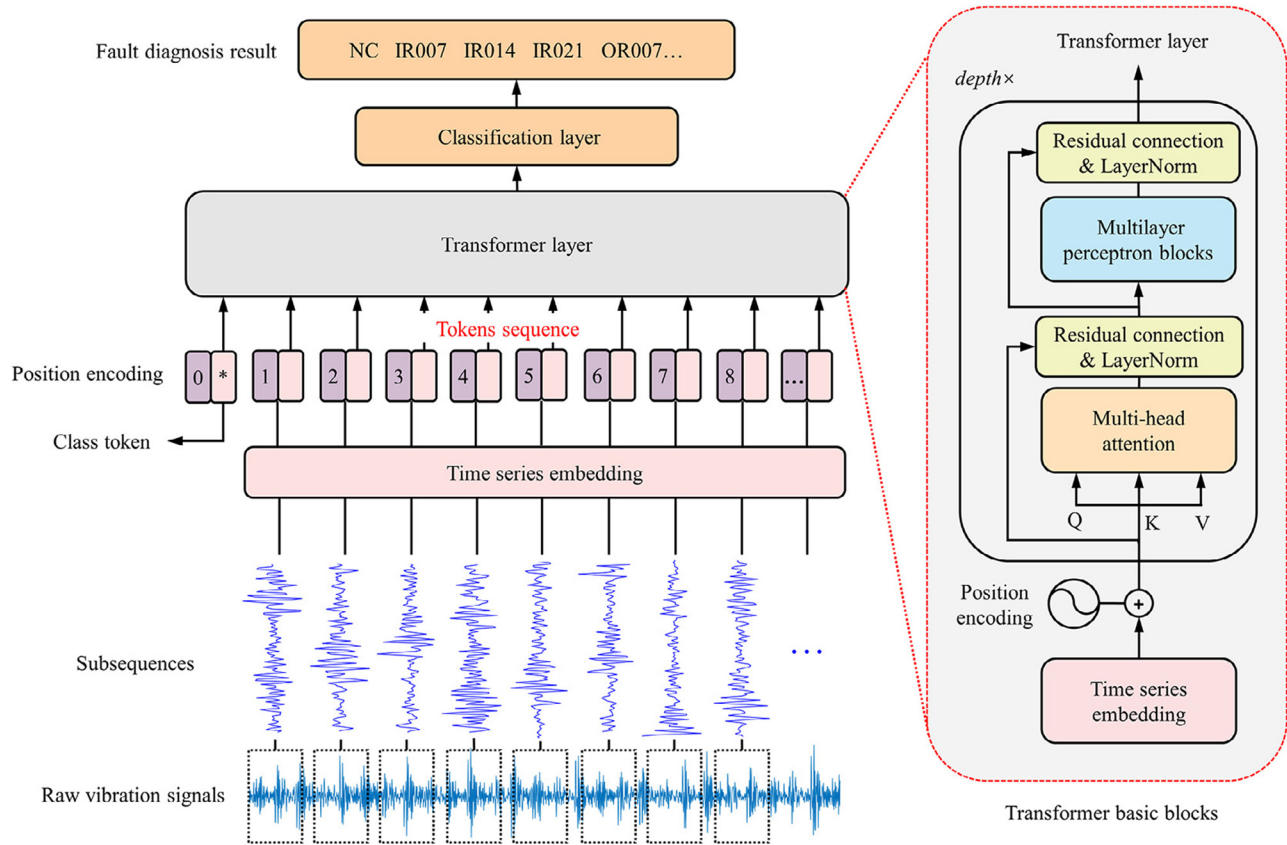 Fault diagnosis result
NC IR007 IR014 IR021 OR007...
Classification layer
Transformer layer
Tokens sequence
Position encoding
0 * 1 2 3 4 5 6 7 8 ...
Class token
Time series embedding
Subsequences
...
Raw vibration signals
Transformer layer
depth×
Residual connection
& LayerNorm
Multilayer
perceptron blocks
Residual connection
& LayerNorm
Multi-head
attention
Q K V
Position
encoding
+
Time series
embedding
Transformer basic blocks